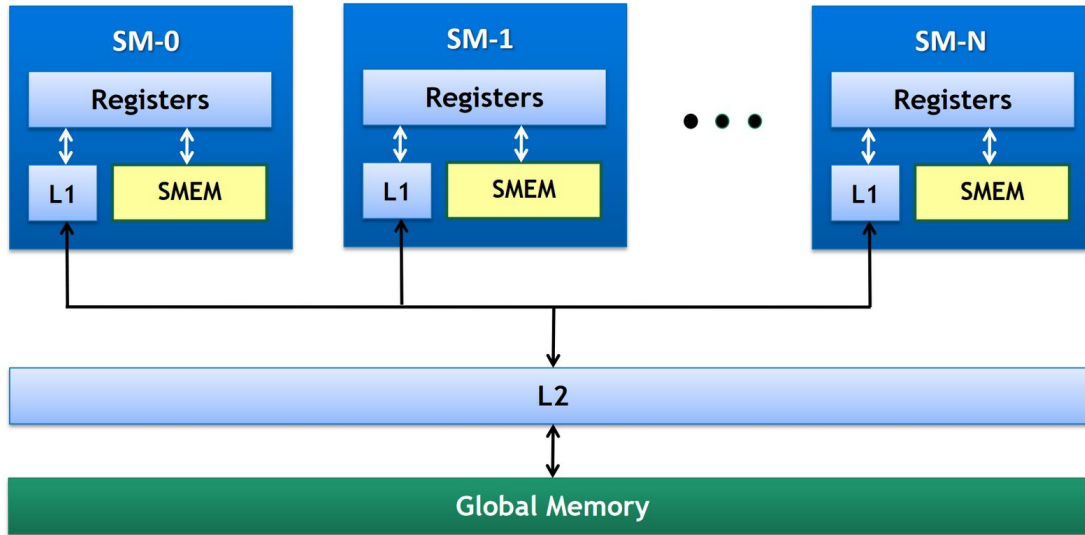 SM-0
Registers
L1
SMEM
SM-1
Registers
L1
SMEM
SM-N
Registers
L1
SMEM
L2
Global Memory